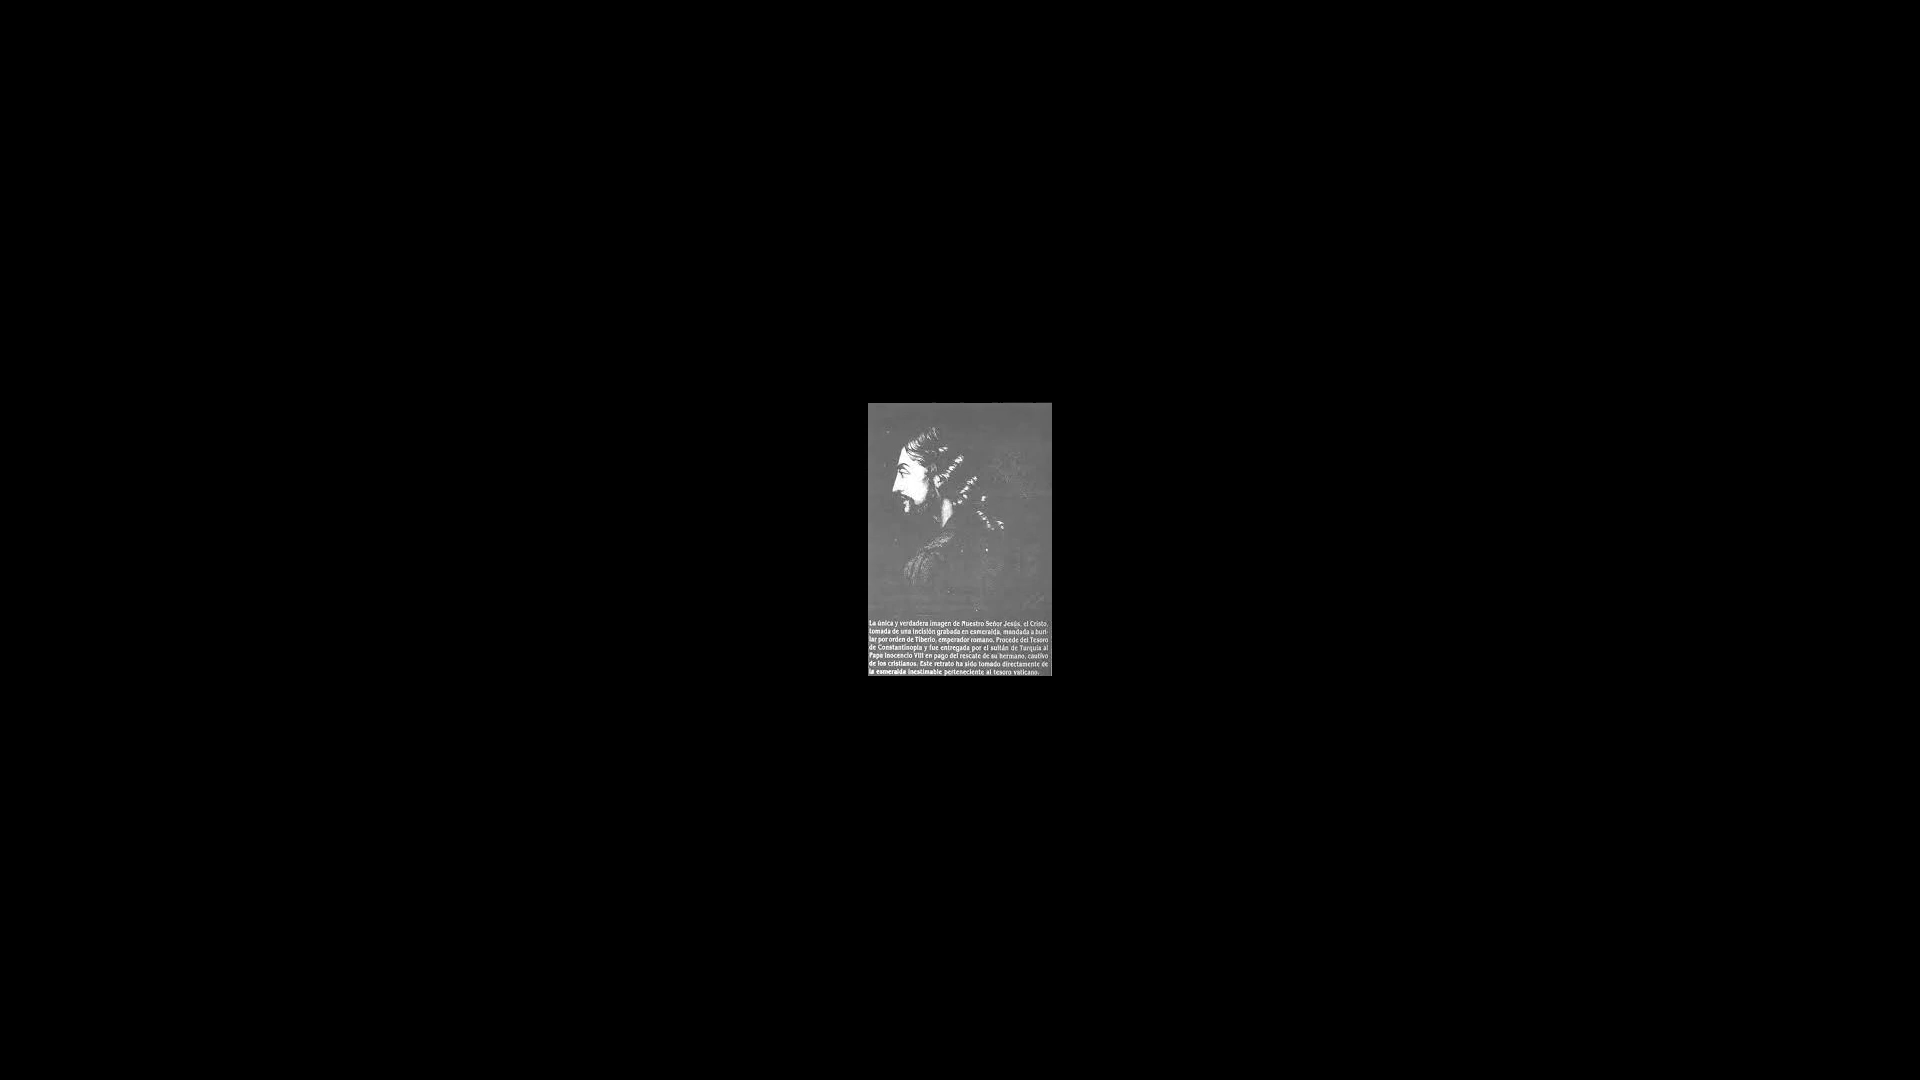 La única y verdadera imagen de Nuestro Señor Jesús, el Cristo,
tomada de una incisión grabada en esmeralda, mandada a buri-
lar por orden de Tiberio, emperador romano. Procede del Tesoro
de Constantinopla y fue entregada por el sultán de Turquía al
Papa Inocencio VIII en pago del rescate de su hermano, cautivo
de los cristianos. Este retrato ha sido tomado directamente de
la esmeralda inestimable perteneciente al tesoro vaticano.